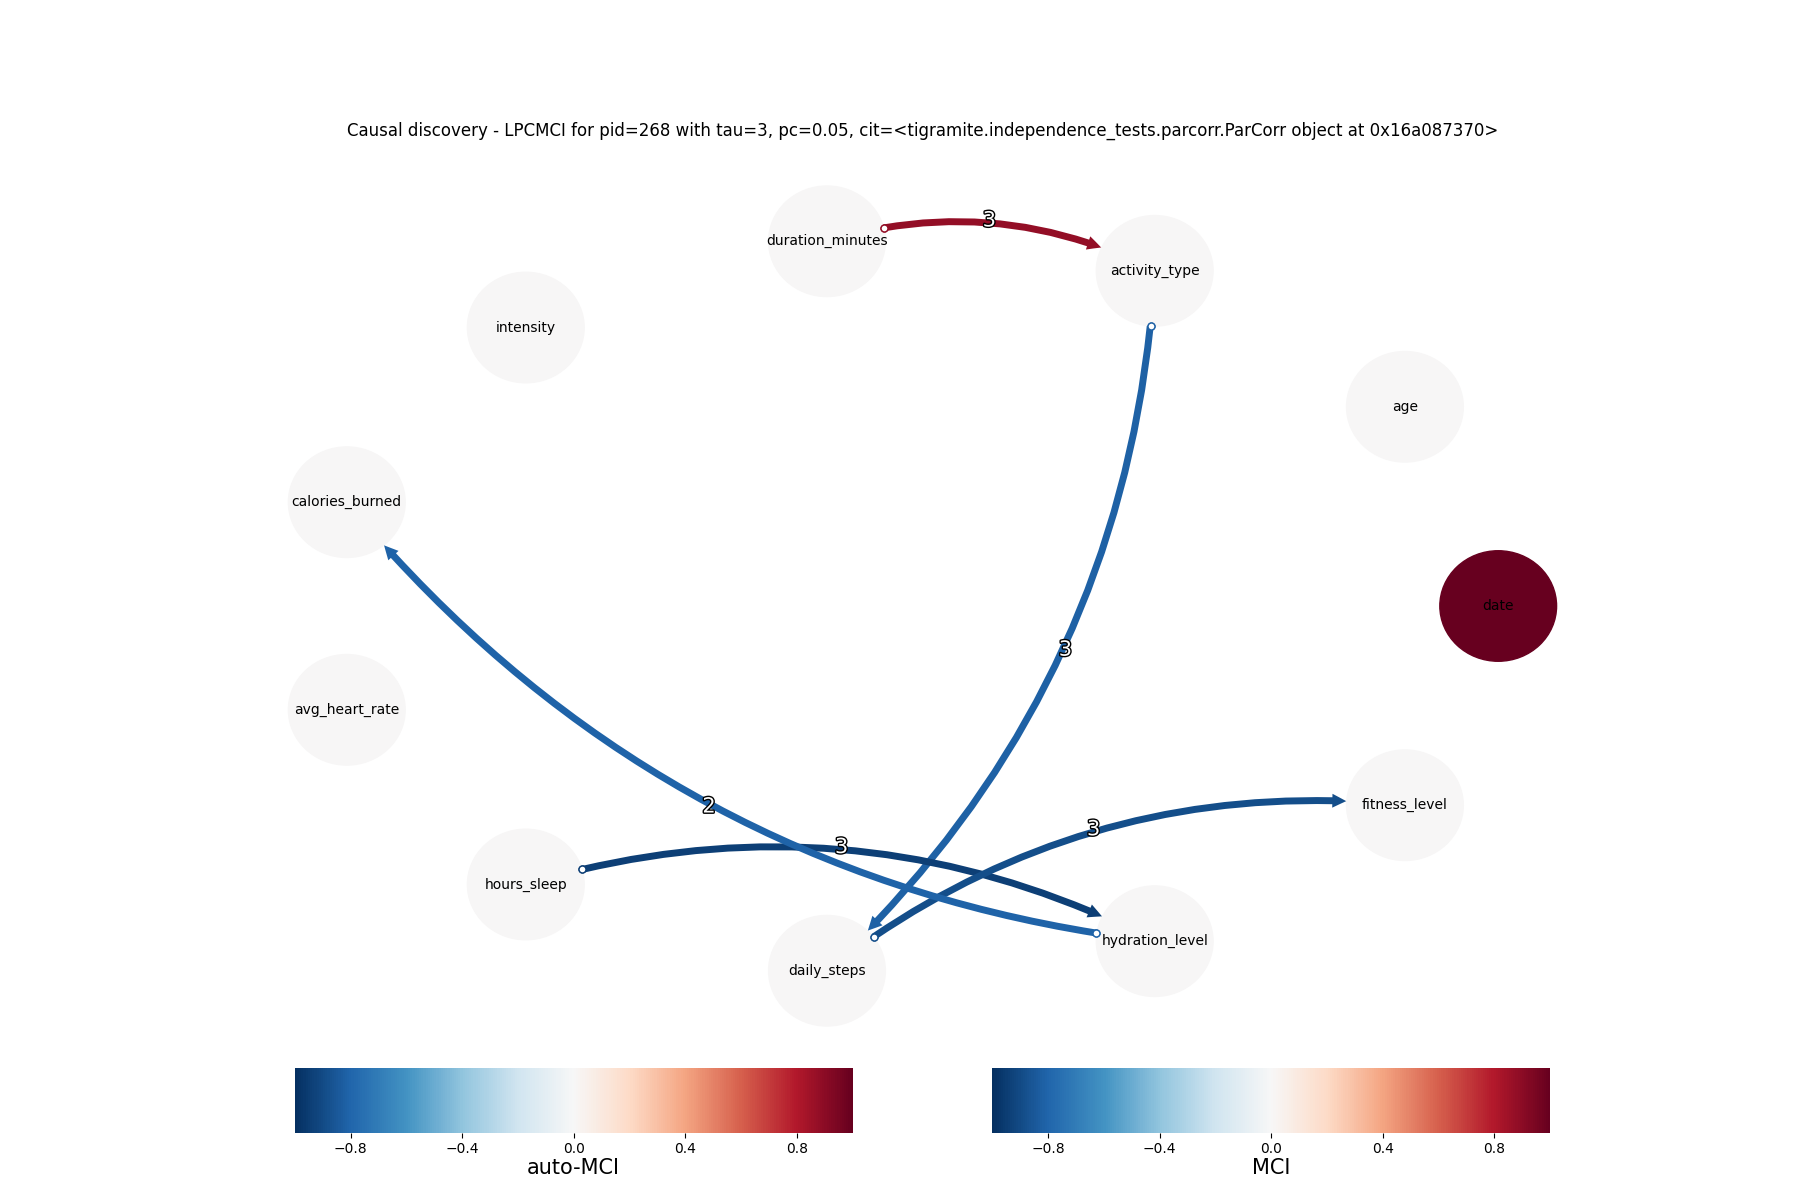 Causal discovery - LPCMCI for pid=268 with tau=3, pc=0.05, cit=<tigramite.independence_tests.parcorr.ParCorr object at 0x16a087370>
3
duration_minutes
activity_type
intensity
age
calories_burned
date
3
avg_heart_rate
2
3
3
fitness_level
hours_sleep
hydration_level
daily_steps
−0.8 −0.4 0.0 0.4 0.8
auto-MCI
−0.8 −0.4 0.0 0.4 0.8
MCI